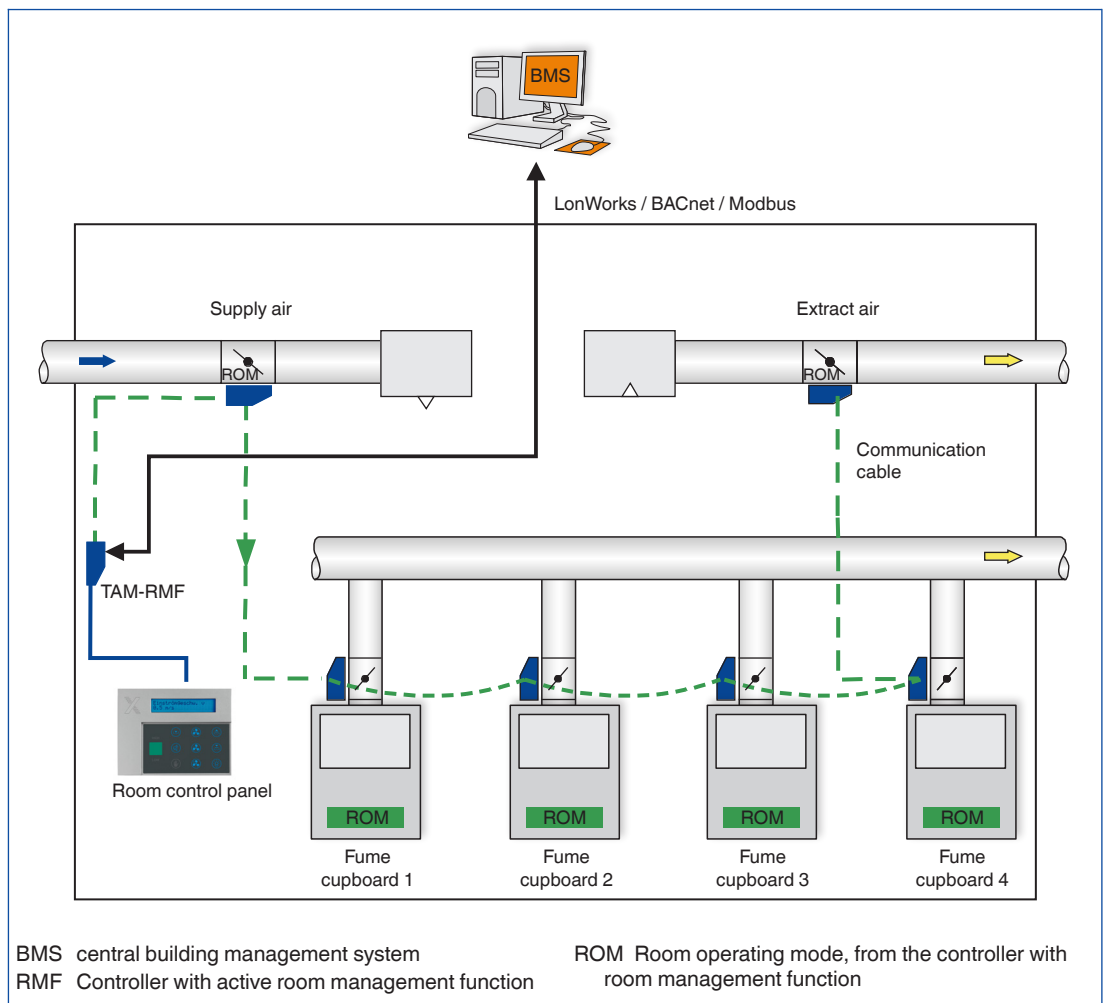 BMS
LonWorks / BACnet / Modbus
Supply air
Extract air
ROM
ROM
Communication
cable
TAM-RMF
X
Room control panel
ROM
ROM
ROM
ROM
Fume
cupboard 1
Fume
cupboard 2
Fume
cupboard 3
Fume
cupboard 4
BMS central building management system
RMF Controller with active room management function
ROM Room operating mode, from the controller with
room management function